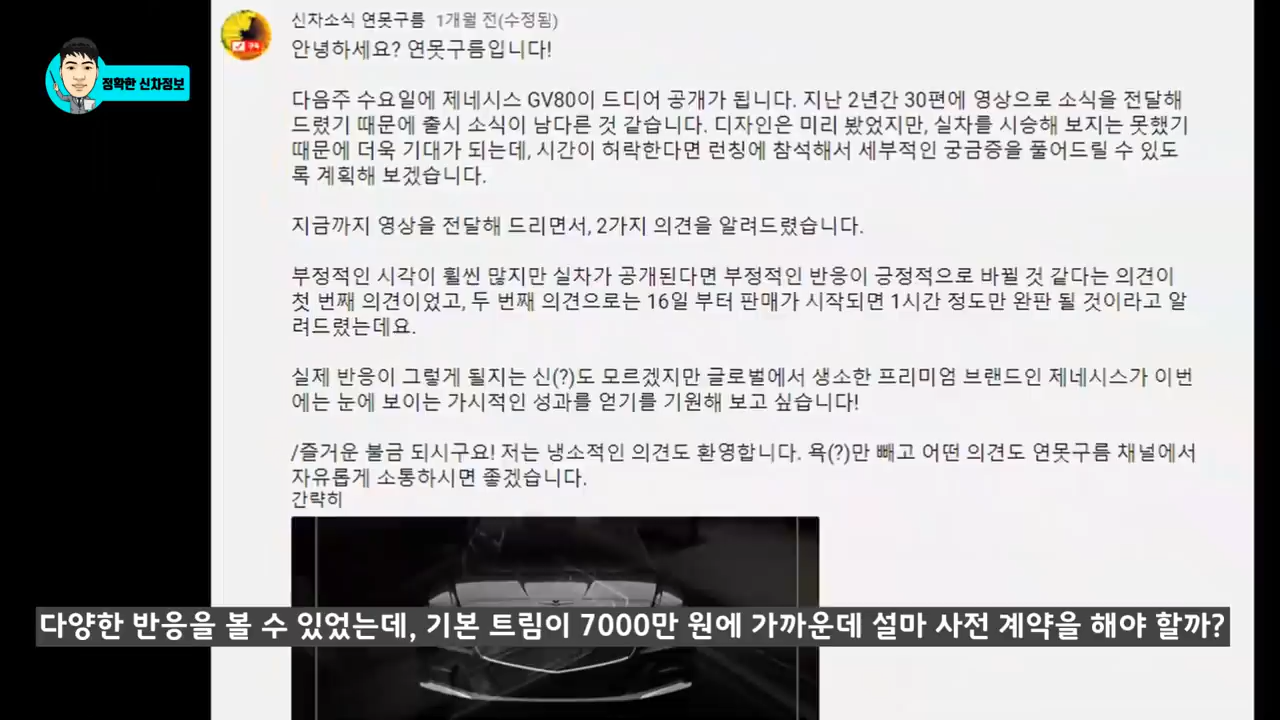 신차소식 연못구름 1개월 전(수정됨)
안녕하세요? 연못구름입니다!
정확한 신차정보
다음주 수요일에 제네시스 GV80이 드디어 공개가 됩니다. 지난 2년간 30편에 영상으로 소식을 전달해
드렸기 때문에 출시 소식이 남다른 것 같습니다. 디자인은 미리 봤었지만, 실차를 시승해 보지는 못했기
때문에 더욱 기대가 되는데, 시간이 허락한다면 런칭에 참석해서 세부적인 궁금증을 풀어드릴 수 있도
록 계획해 보겠습니다.
지금까지 영상을 전달해 드리면서, 2가지 의견을 알려드렸습니다.
부정적인 시각이 훨씬 많지만 실차가 공개된다면 부정적인 반응이 긍정적으로 바뀔 것 같다는 의견이
첫 번째 의견이었고, 두 번째 의견으로는 16일 부터 판매가 시작되면 1시간 정도만 완판 될 것이라고 알
려드렸는데요.
실제 반응이 그렇게 될지는 신(?)도 모르겠지만 글로벌에서 생소한 프리미엄 브랜드인 제네시스가 이번
에는 눈에 보이는 가시적인 성과를 얻기를 기원해 보고 싶습니다!
/즐거운 불금 되시구요! 저는 냉소적인 의견도 환영합니다. 욕(?)만 빼고 어떤 의견도 연못구름 채널에서
자유롭게 소통하시면 좋겠습니다.
간략히
다양한 반응을 볼 수 있었는데, 기본 트림이 7000만 원에 가까운데 설마 사전 계약을 해야 할까?